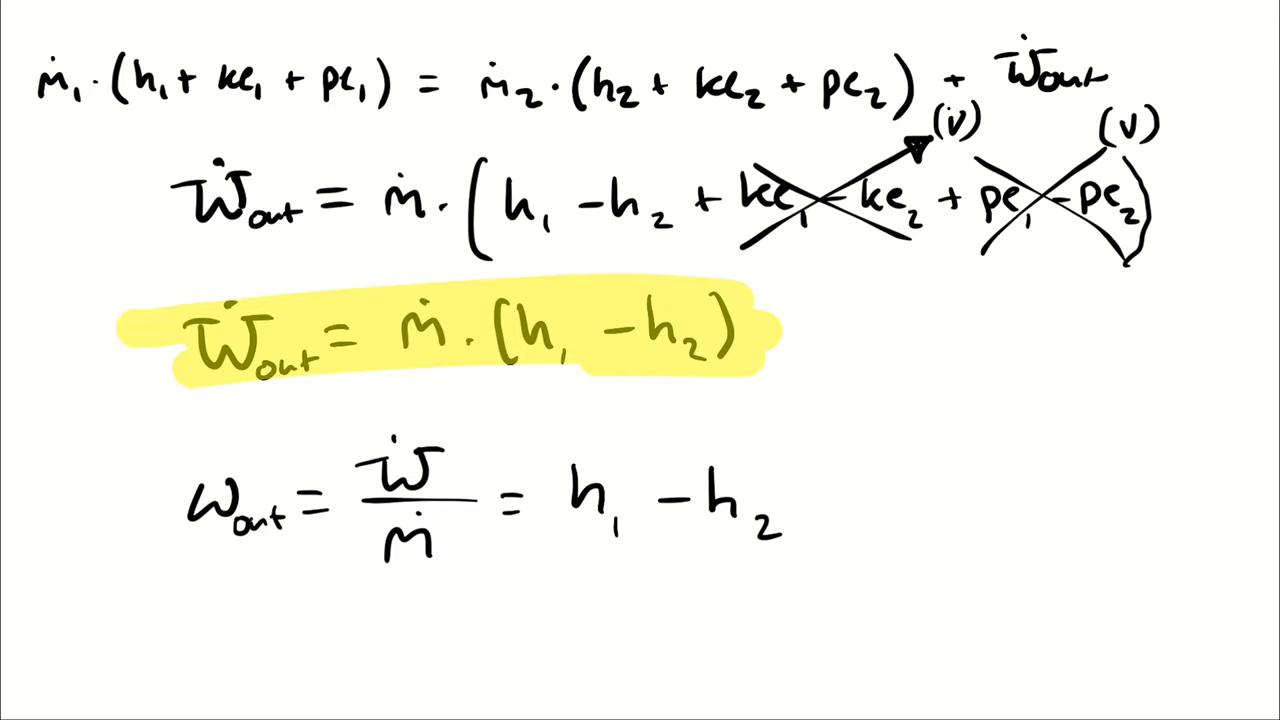 ṁ₁ · (h₁ + ke₁ + pe₁) = ṁ₂ · (h₂ + ke₂ + pe₂) + Ẇout
(iv) (v)
Ẇout = ṁ · (h₁ - h₂ + ke₁ - ke₂ + pe₁ - pe₂)
Ẇout = ṁ · (h₁ - h₂)
wout = Ẇ/ṁ = h₁ - h₂